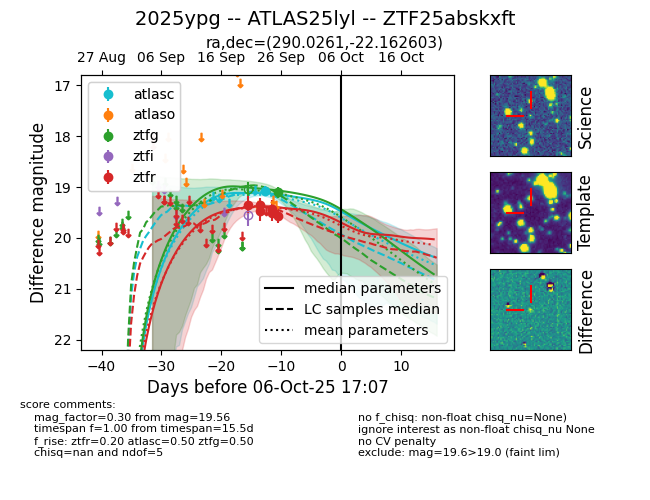 2025ypg -- ATLAS25lyl -- ZTF25abskxft
ra,dec=(290.0261,-22.162603)
27 Aug 06 Sep 16 Sep 26 Sep 06 Oct 16 Oct
17
18
19
20
21
22
Difference magnitude
atlasc
atlaso
ztfg
ztfi
ztfr
median parameters
LC samples median
mean parameters
−40 −30 −20 −10 0 10
Days before 06-Oct-25 17:07
Science
Template
Difference
score comments:
mag_factor=0.30 from mag=19.56
timespan f=1.00 from timespan=15.5d
f_rise: ztfr=0.20 atlasc=0.50 ztfg=0.50
chisq=nan and ndof=5
no f_chisq: non-float chisq_nu=None)
ignore interest as non-float chisq_nu None
no CV penalty
exclude: mag=19.6>19.0 (faint lim)